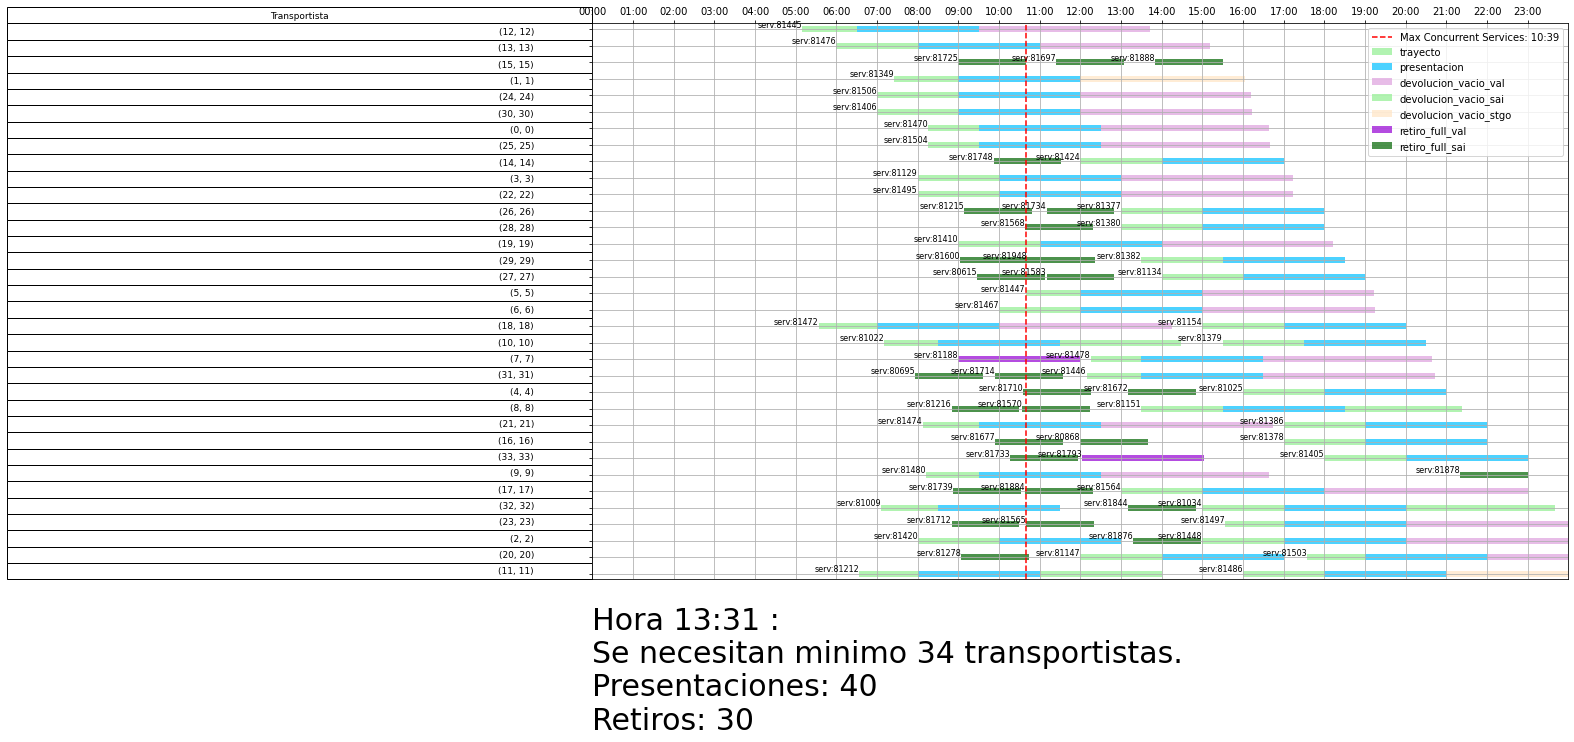 Transportista
00:00 01:00 02:00 03:00 04:00 05:00 06:00 07:00 08:00 09:00 10:00 11:00 12:00 13:00 14:00 15:00 16:00 17:00 18:00 19:00 20:00 21:00 22:00 23:00
Max Concurrent Services: 10:39
trayecto
presentacion
devolucion_vacio_val
devolucion_vacio_sai
devolucion_vacio_stgo
retiro_full_val
retiro_full_sai
(12, 12) serv:81445
(13, 13) serv:81476
(15, 15) serv:81725 serv:81697 serv:81888
(1, 1) serv:81349
(24, 24) serv:81506
(30, 30) serv:81406
(0, 0) serv:81470
(25, 25) serv:81504
(14, 14) serv:81748 serv:81424
(3, 3) serv:81129
(22, 22) serv:81495
(26, 26) serv:81215 serv:81734 serv:81377
(28, 28) serv:81568 serv:81380
(19, 19) serv:81410
(29, 29) serv:81600 serv:81948 serv:81382
(27, 27) serv:80615 serv:81583 serv:81134
(5, 5) serv:81447
(6, 6) serv:81467
(18, 18) serv:81472 serv:81154
(10, 10) serv:81022 serv:81379
(7, 7) serv:81188 serv:81478
(31, 31) serv:80695 serv:81714 serv:81446
(4, 4) serv:81710 serv:81672 serv:81025
(8, 8) serv:81216 serv:81570 serv:81151
(21, 21) serv:81474 serv:81386
(16, 16) serv:81677 serv:80868 serv:81378
(33, 33) serv:81733 serv:81793 serv:81405
(9, 9) serv:81480 serv:81878
(17, 17) serv:81739 serv:81884 serv:81564
(32, 32) serv:81009 serv:81844 serv:81034
(23, 23) serv:81712 serv:81565 serv:81497
(2, 2) serv:81420 serv:81876 serv:81448
(20, 20) serv:81278 serv:81147 serv:81503
(11, 11) serv:81212 serv:81486
Hora 13:31 :
Se necesitan minimo 34 transportistas.
Presentaciones: 40
Retiros: 30